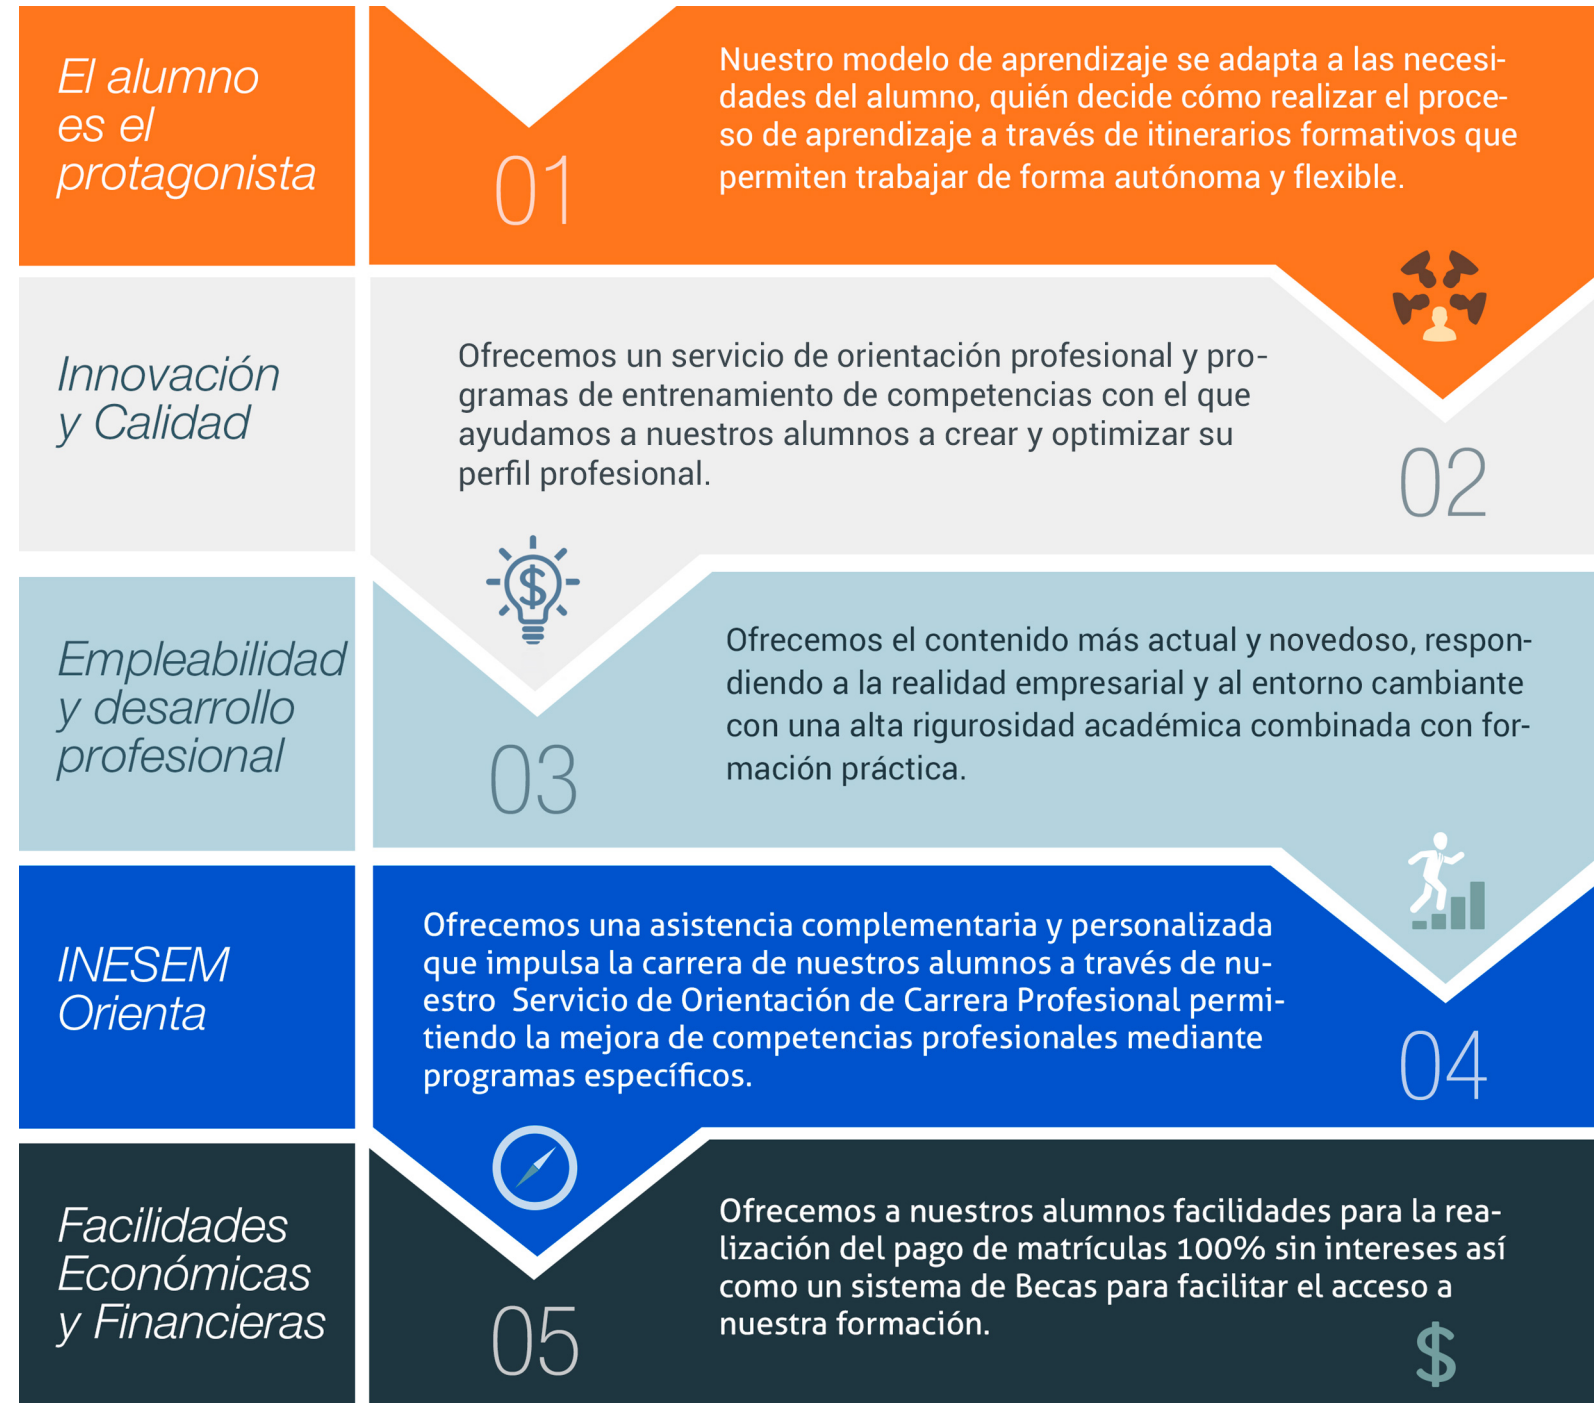 El alumno
es el
protagonista
01
Nuestro modelo de aprendizaje se adapta a las necesi-
dades del alumno, quién decide cómo realizar el proce-
so de aprendizaje a través de itinerarios formativos que
permiten trabajar de forma autónoma y flexible.
Innovación
y Calidad
Ofrecemos un servicio de orientación profesional y pro-
gramas de entrenamiento de competencias con el que
ayudamos a nuestros alumnos a crear y optimizar su
perfil profesional.
02
$
Empleabilidad
y desarrollo
profesional
03
Ofrecemos el contenido más actual y novedoso, respon-
diendo a la realidad empresarial y al entorno cambiante
con una alta rigurosidad académica combinada con for-
mación práctica.
INESEM
Orienta
Ofrecemos una asistencia complementaria y personalizada
que impulsa la carrera de nuestros alumnos a través de nu-
estro  Servicio de Orientación de Carrera Profesional permi-
tiendo la mejora de competencias profesionales mediante
programas específicos.
04
Facilidades
Económicas
y Financieras
05
Ofrecemos a nuestros alumnos facilidades para la rea-
lización del pago de matrículas 100% sin intereses así
como un sistema de Becas para facilitar el acceso a
nuestra formación.
$